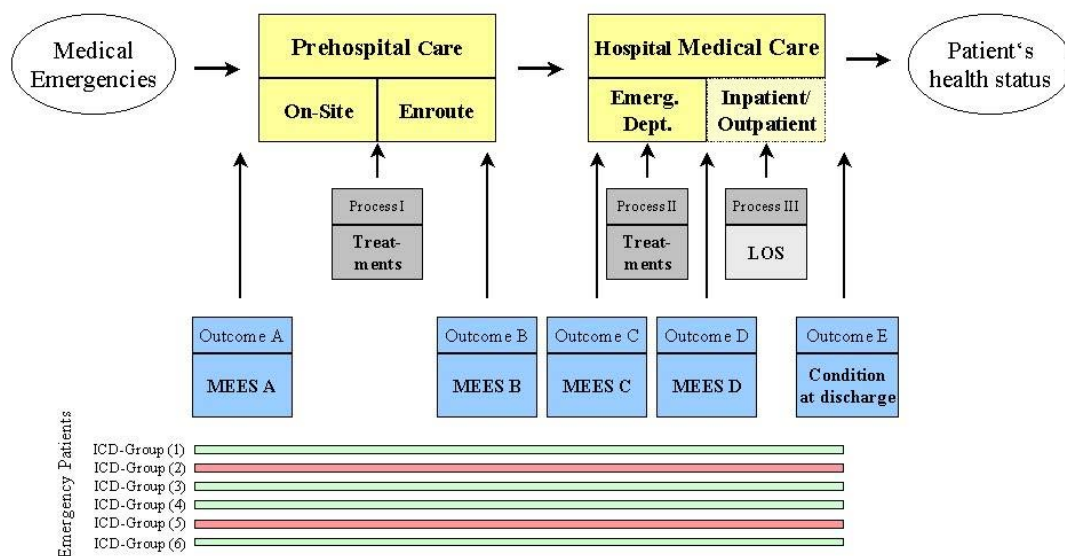 Medical
Emergencies
Prehospital Care
On-Site
Enroute
Hospital Medical Care
Emerg.
Dept.
Inpatient/
Outpatient
Patient‘s
health status
Process I
Treat-
ments
Process II
Treat-
ments
Process III
LOS
Outcome A
MEES A
Outcome B
MEES B
Outcome C
MEES C
Outcome D
MEES D
Outcome E
Condition
at discharge
Emergency Patients
ICD-Group (1)
ICD-Group (2)
ICD-Group (3)
ICD-Group (4)
ICD-Group (5)
ICD-Group (6)